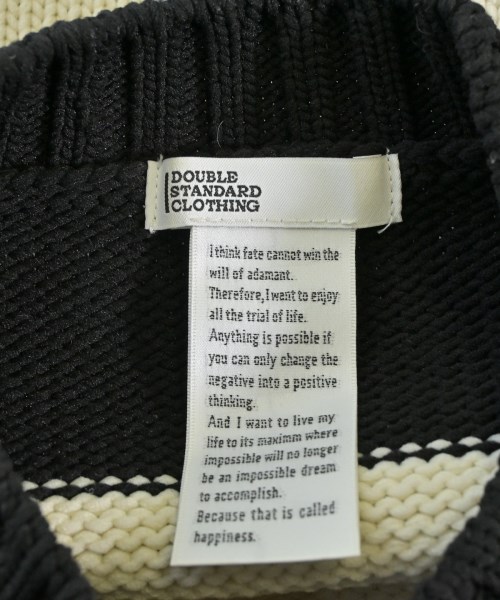 DOUBLE
STANDARD
CLOTHING
I think fate cannot win the
will of adamant.
Therefore, I want to enjoy
all the trial of life.
Anything is possible if
you can only change the
negative into a positive
thinking.
And I want to live my
life to its maximm where
impossible will no longer
be an impossible dream
to accomplish.
Because that is called
happiness.